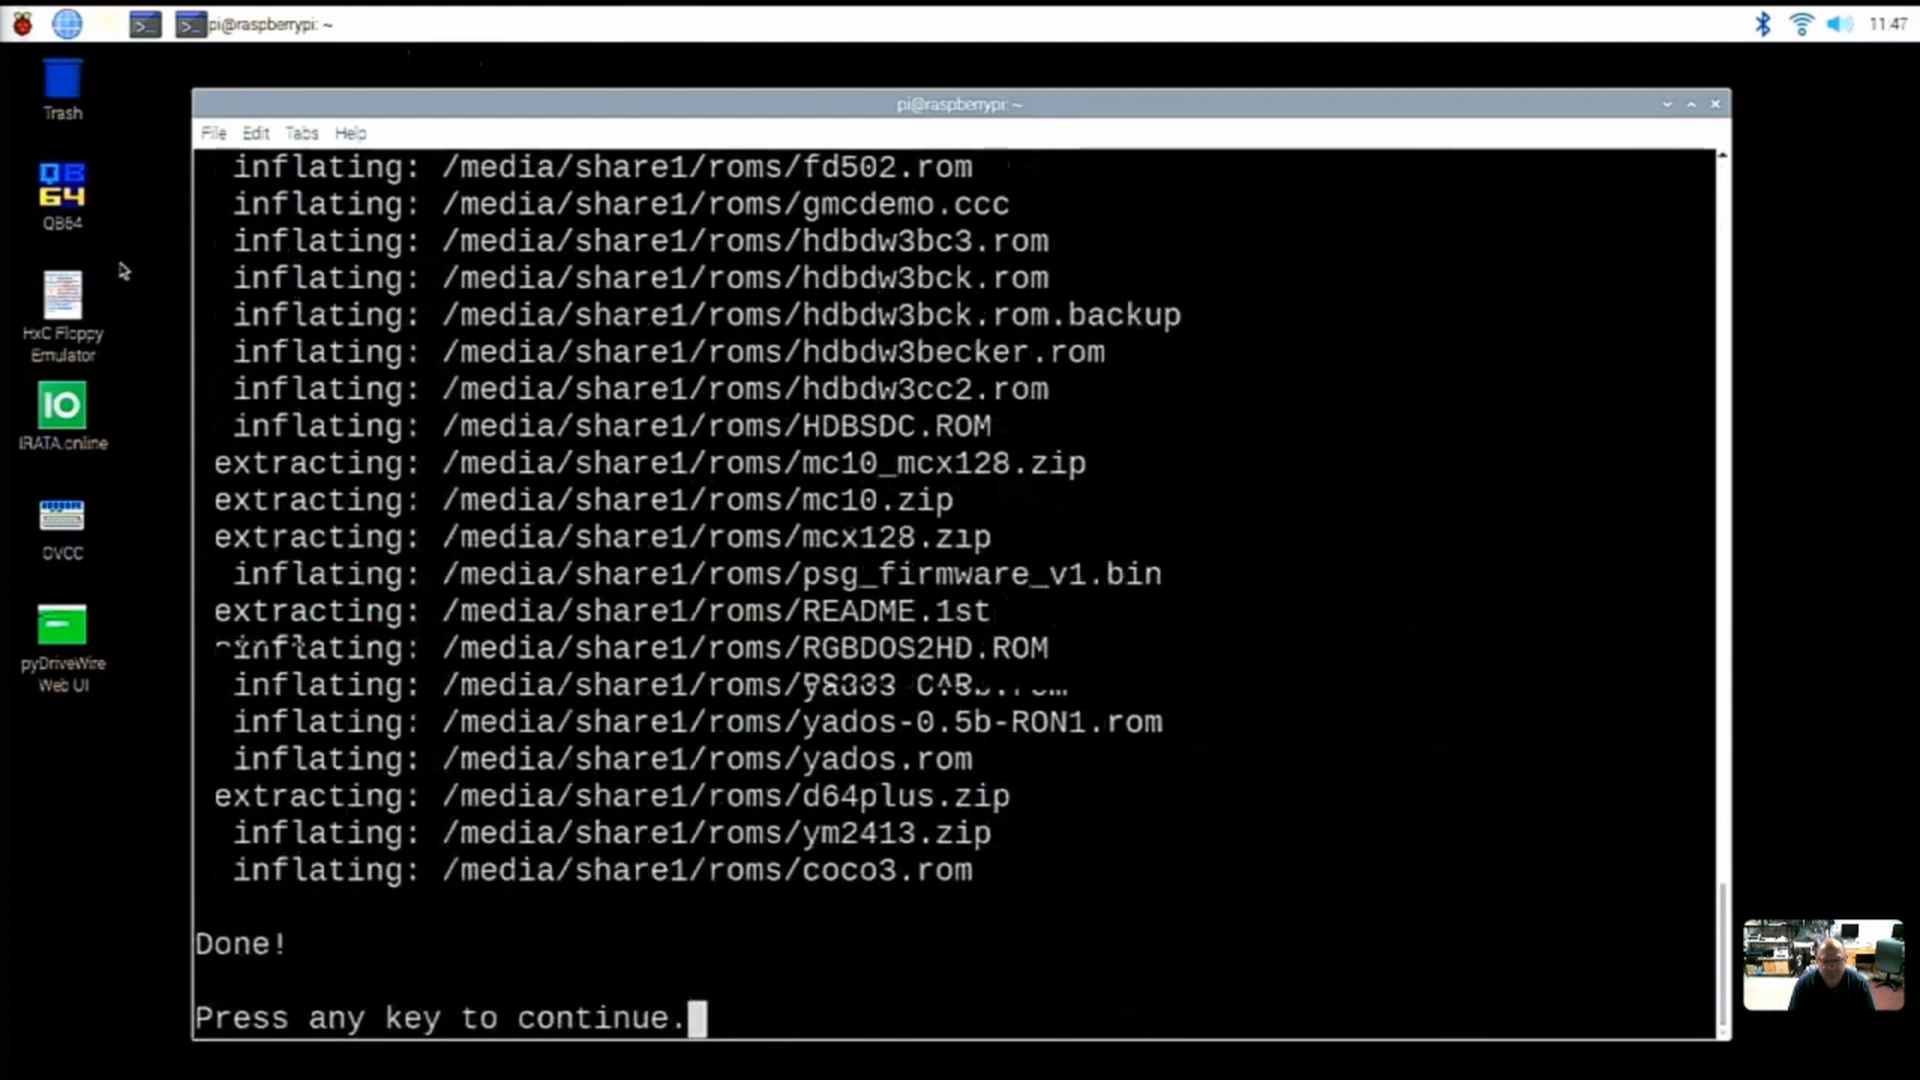 pi@raspberrypi: ~
11:47
Trash
QB64
HxC Floppy
Emulator
IRATA.online
OVCC
pyDriveWire
Web UI
pi@raspberrypi: ~
File Edit Tabs Help
inflating: /media/share1/roms/fd502.rom
inflating: /media/share1/roms/gmcdemo.ccc
inflating: /media/share1/roms/hdbdw3bc3.rom
inflating: /media/share1/roms/hdbdw3bck.rom
inflating: /media/share1/roms/hdbdw3bck.rom.backup
inflating: /media/share1/roms/hdbdw3becker.rom
inflating: /media/share1/roms/hdbdw3cc2.rom
inflating: /media/share1/roms/HDBSDC.ROM
extracting: /media/share1/roms/mc10_mcx128.zip
extracting: /media/share1/roms/mc10.zip
extracting: /media/share1/roms/mcx128.zip
inflating: /media/share1/roms/psg_firmware_v1.bin
extracting: /media/share1/roms/README.1st
inflating: /media/share1/roms/RGBDOS2HD.ROM
inflating:
inflating: /media/share1/roms/yados-0.5b-RON1.rom
inflating: /media/share1/roms/yados.rom
extracting: /media/share1/roms/d64plus.zip
inflating: /media/share1/roms/ym2413.zip
inflating: /media/share1/roms/coco3.rom
Done!
Press any key to continue.